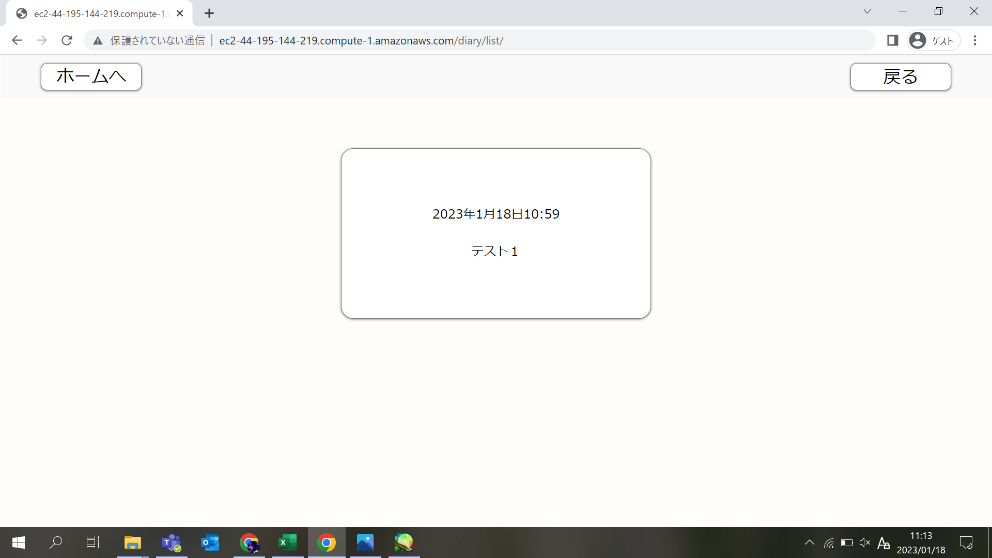 ec2-44-195-144-219.compute-1.
保護されていない通信
ec2-44-195-144-219.compute-1.amazonaws.com/diary/list/
ゲスト
ホームへ
戻る
2023年1月18日10:59
テスト１
11:13
2023/01/18